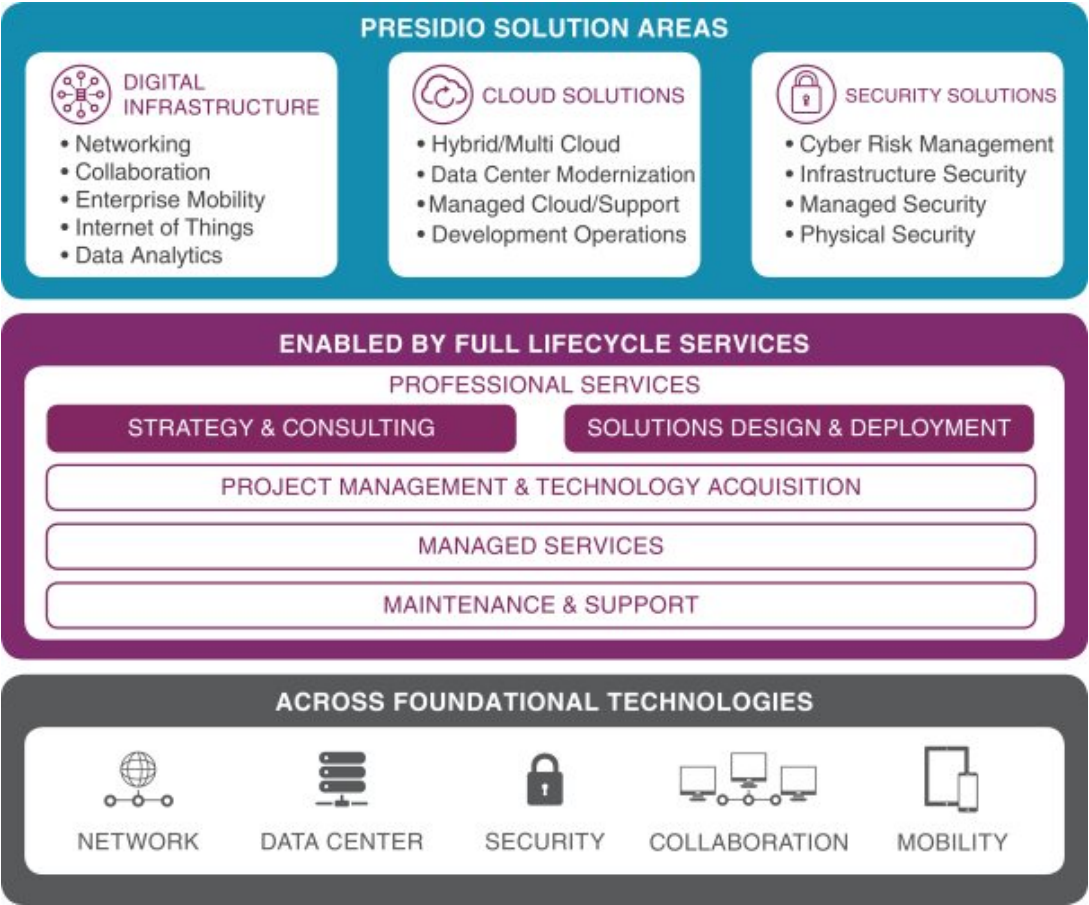 PRESIDIO SOLUTION AREAS
DIGITAL
INFRASTRUCTURE
• Networking
• Collaboration
• Enterprise Mobility
• Internet of Things
• Data Analytics
CLOUD SOLUTIONS
• Hybrid/Multi Cloud
• Data Center Modernization
• Managed Cloud/Support
• Development Operations
SECURITY SOLUTIONS
• Cyber Risk Management
• Infrastructure Security
• Managed Security
• Physical Security
ENABLED BY FULL LIFECYCLE SERVICES
PROFESSIONAL SERVICES
STRATEGY & CONSULTING
SOLUTIONS DESIGN & DEPLOYMENT
PROJECT MANAGEMENT & TECHNOLOGY ACQUISITION
MANAGED SERVICES
MAINTENANCE & SUPPORT
ACROSS FOUNDATIONAL TECHNOLOGIES
NETWORK
DATA CENTER
SECURITY
COLLABORATION
MOBILITY